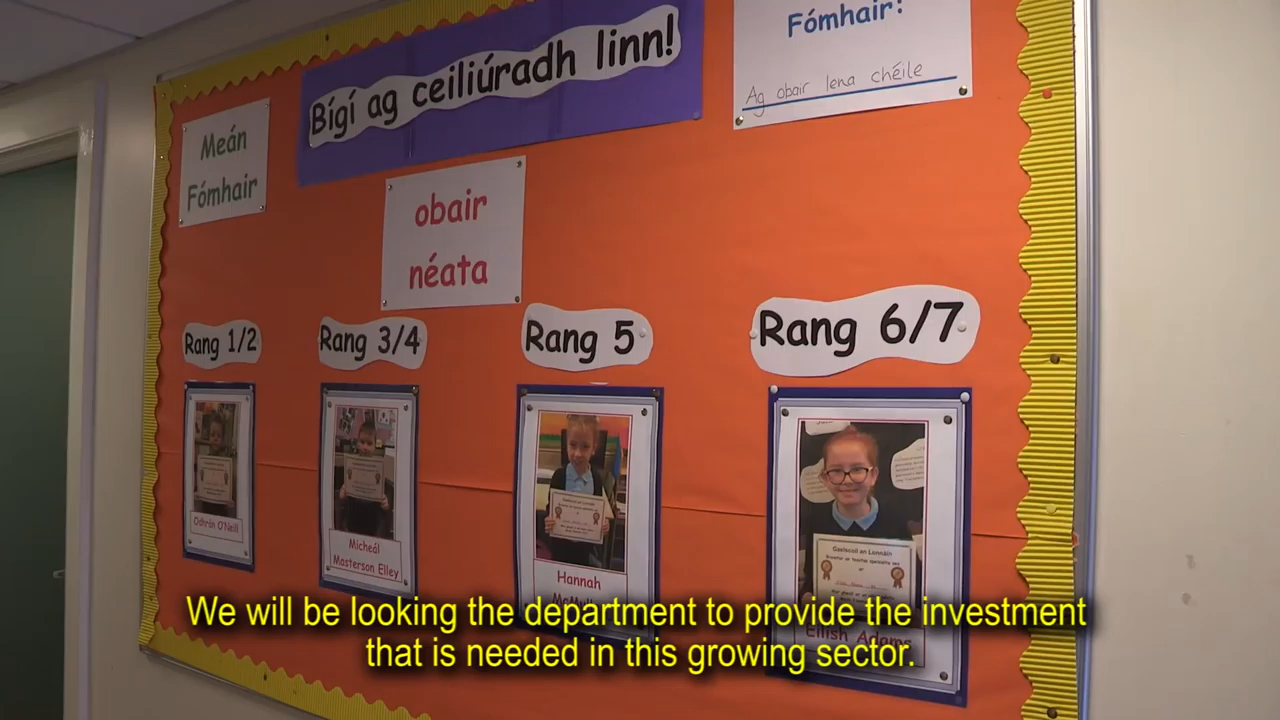 Bígí ag ceiliúradh linn!
Fómhair:
Ag obair lena chéile
Meán
Fómhair
obair
néata
Rang 1/2
Rang 3/4
Rang 5
Rang 6/7
Odhrán O'Neill
Micheál
Masterson Elley
Hannah
Gaelscoil an Lonnáin
Eilish Adams
We will be looking the department to provide the investment
that is needed in this growing sector.